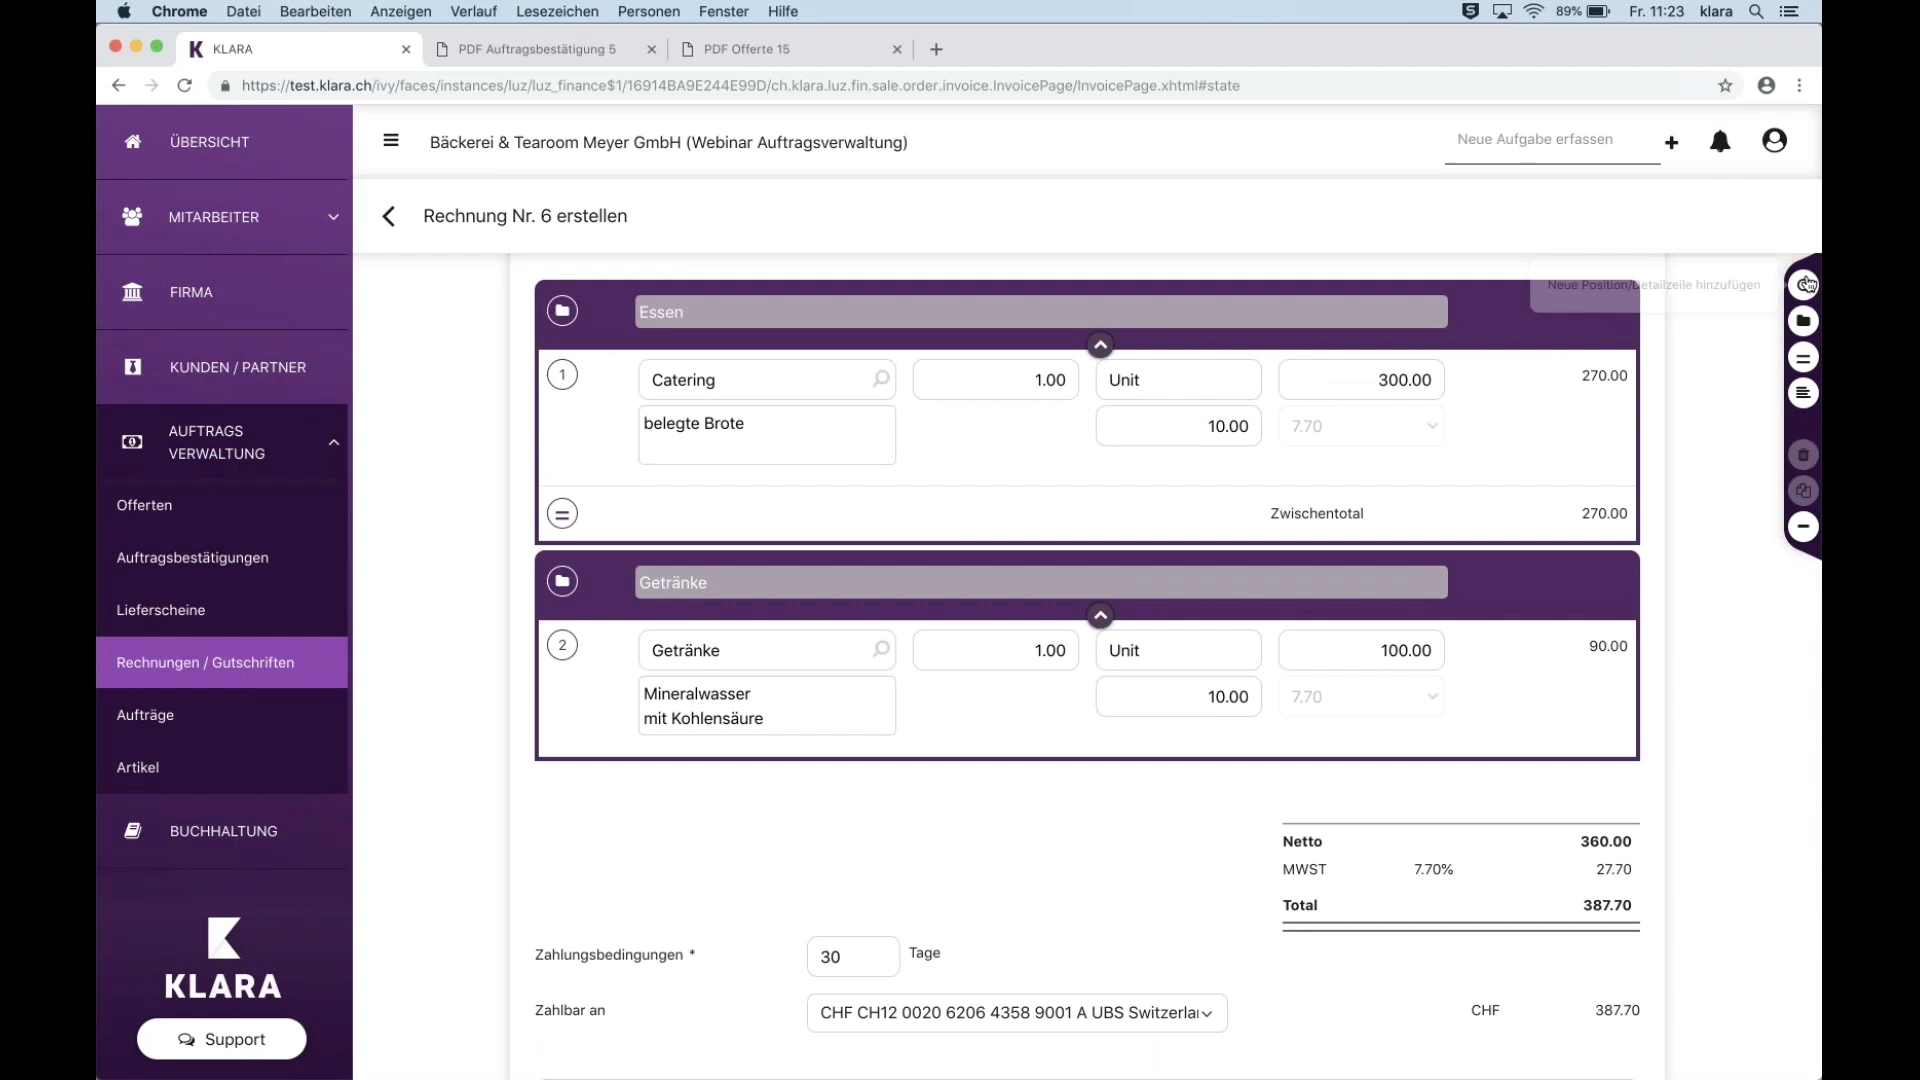 Chrome Datei Bearbeiten Anzeigen Verlauf Lesezeichen Personen Fenster Hilfe 89% Fr. 11:23 klara
KLARA PDF Auftragsbestätigung 5 PDF Offerte 15
https://test.klara.ch/ivy/faces/instances/luz/luz_finance$1/16914BA9E244E99D/ch.klara.luz.fin.sale.order.invoice.InvoicePage/InvoicePage.xhtml#state
ÜBERSICHT
MITARBEITER
FIRMA
KUNDEN / PARTNER
AUFTRAGS
VERWALTUNG
Offerten
Auftragsbestätigungen
Lieferscheine
Rechnungen / Gutschriften
Aufträge
Artikel
BUCHHALTUNG
KLARA
Support
Bäckerei & Tearoom Meyer GmbH (Webinar Auftragsverwaltung)
Neue Aufgabe erfassen
Rechnung Nr. 6 erstellen
Neue Position/Detailzeile hinzufügen
Essen
1 Catering 1.00 Unit 300.00 270.00
belegte Brote 10.00 7.70
Zwischentotal 270.00
Getränke
2 Getränke 1.00 Unit 100.00 90.00
Mineralwasser 10.00 7.70
mit Kohlensäure
Netto 360.00
MWST 7.70% 27.70
Total 387.70
Zahlungsbedingungen * 30 Tage
Zahlbar an CHF CH12 0020 6206 4358 9001 A UBS Switzerla CHF 387.70